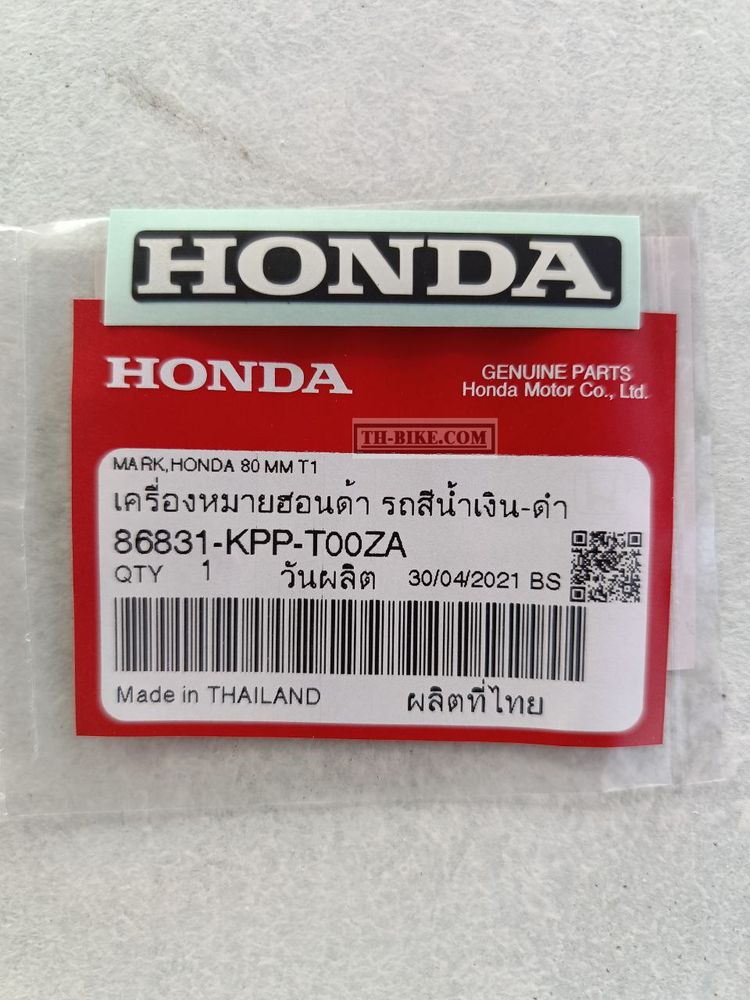 HONDA
HONDA
GENUINE PARTS
Honda Motor Co., Ltd.
TH-BIKE.COM
MARK,HONDA 80 MM T1
เครื่องหมายฮอนด้า รถสีน้ำเงิน-ดำ
86831-KPP-T00ZA
QTY 1 วันผลิต 30/04/2021 BS
Made in THAILAND ผลิตที่ไทย